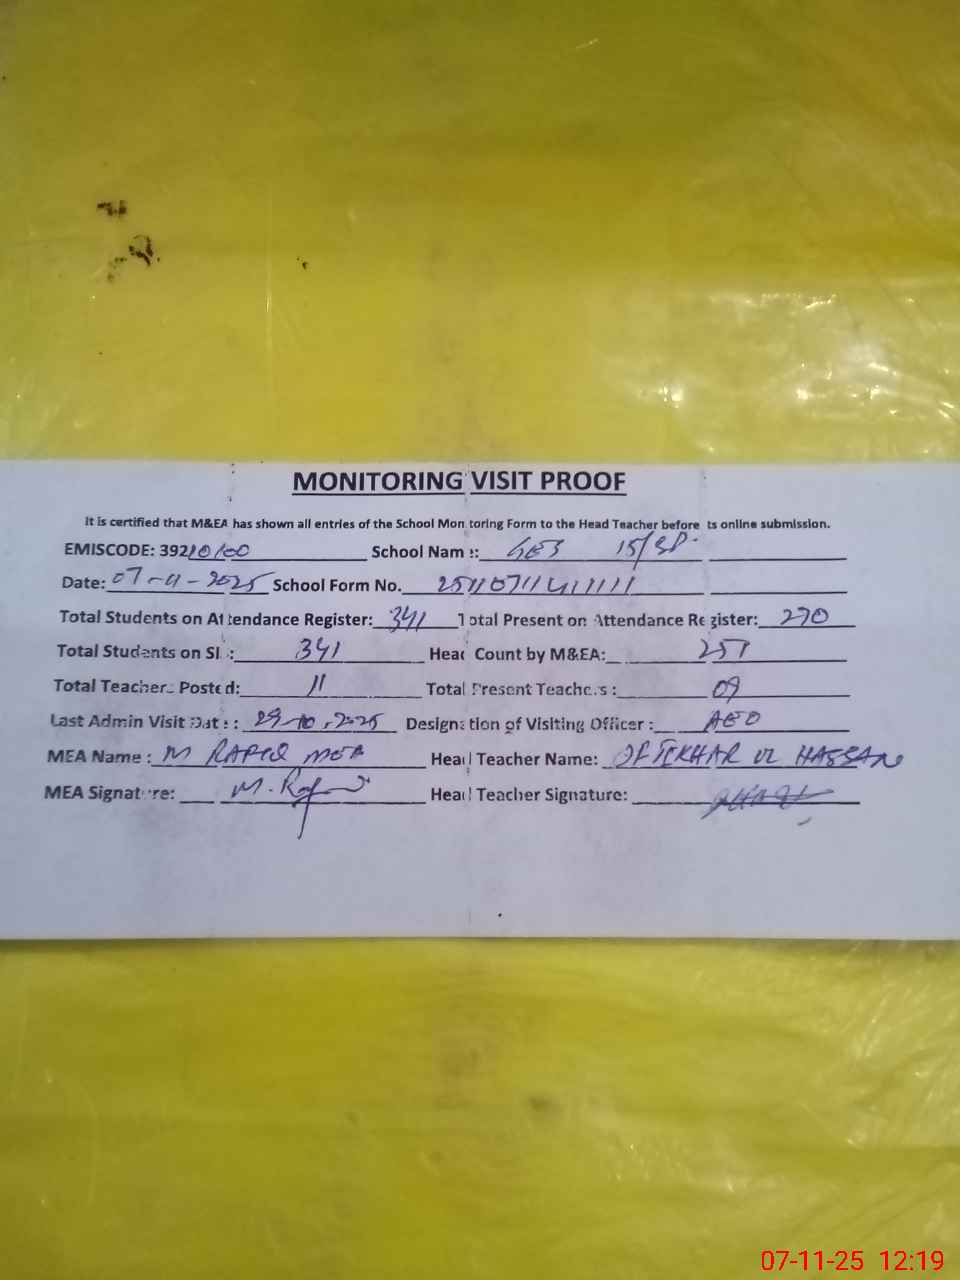 MONITORING VISIT PROOF
It is certified that M&EA has shown all entries of the School Monitoring Form to the Head Teacher before its online submission.
EMISCODE: 39210100 School Name: 15/SP
Date: 07-11-2025 School Form No.
Total Students on Attendance Register: 341 Total Present on Attendance Register: 270
Total Students on SI : 341 Head Count by M&EA: 257
Total Teachers Posted: 11 Total Present Teachers : 09
Last Admin Visit Date : 29-10-2025 Designation of Visiting Officer : AEO
MEA Name : M RAFIQ MEA Head Teacher Name: IFTEKHAR UL HASSAN
MEA Signature: M. Head Teacher Signature:
07-11-25 12:19